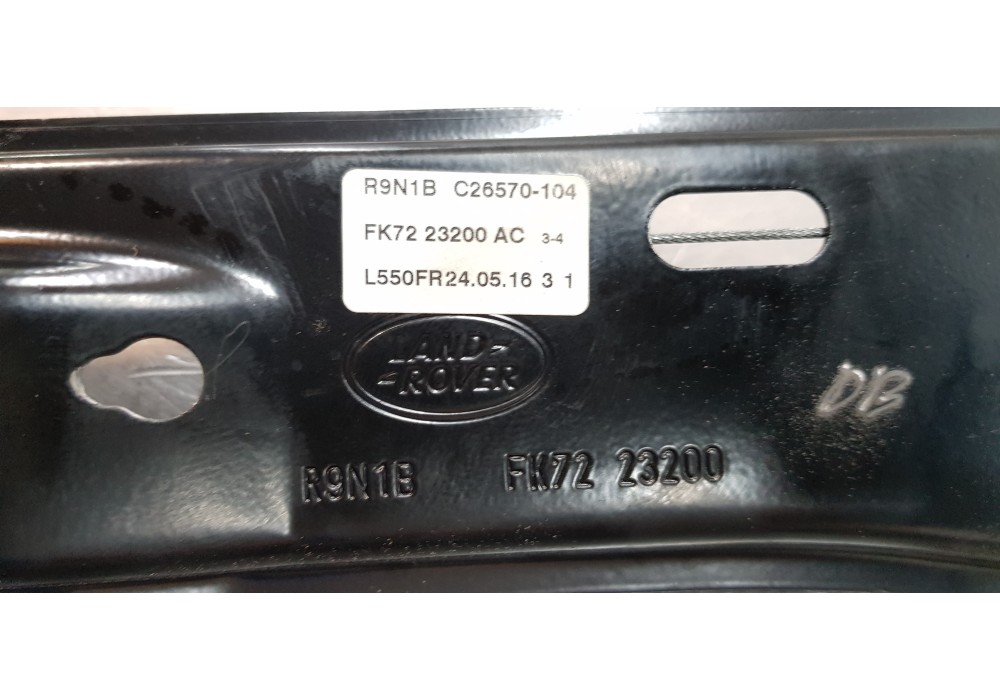 R9N1B C26570-104
FK72 23200 AC 3-4
L550FR24.05.16 3 1
LAND-
-ROVER
DB
R9N1B FK72 23200